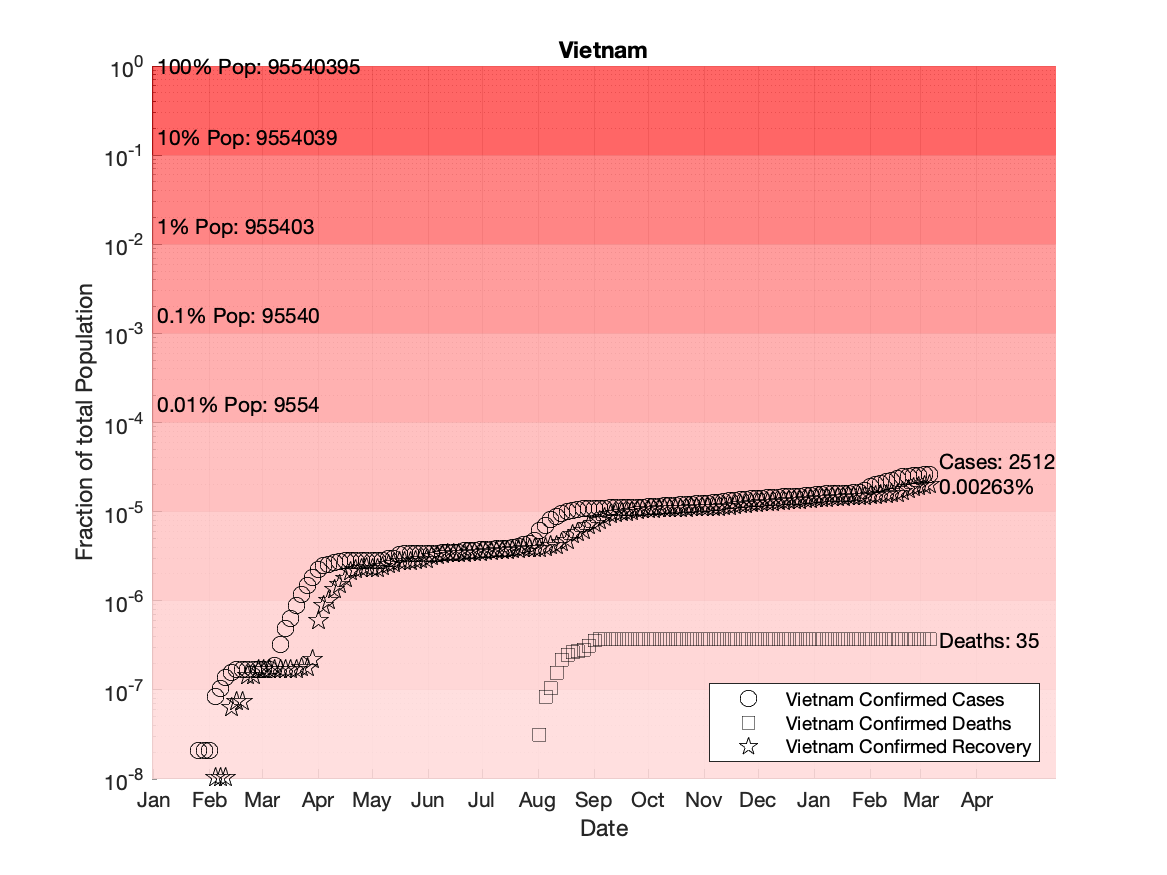 Vietnam
10^0
100% Pop: 95540395
10% Pop: 9554039
10^-1
1% Pop: 955403
10^-2
0.1% Pop: 95540
10^-3
0.01% Pop: 9554
10^-4
Cases: 2512
0.00263%
10^-5
10^-6
Deaths: 35
10^-7
10^-8
Fraction of total Population
Vietnam Confirmed Cases
Vietnam Confirmed Deaths
Vietnam Confirmed Recovery
Jan Feb Mar Apr May Jun Jul Aug Sep Oct Nov Dec Jan Feb Mar Apr
Date